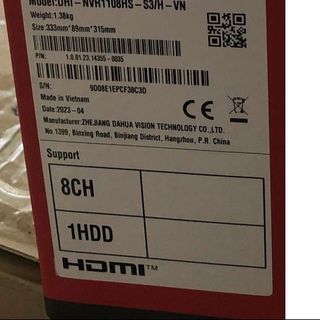 Model:DHI-NVR1108HS-S3/H-VN
Weight:1.38kg
Size:333mm*89mm*315mm
P/N: 1.0.01.23.14355-0035
S/N: 9D08E1EPCF38C3D
Made in Vietnam
Date:2023-04
Manufacturer:ZHEJIANG DAHUA VISION TECHNOLOGY CO.,LTD.
No.1399, Binxing Road, Binjiang District, Hangzhou, P.R. China
CE
Support
8CH
1HDD
HDMI™